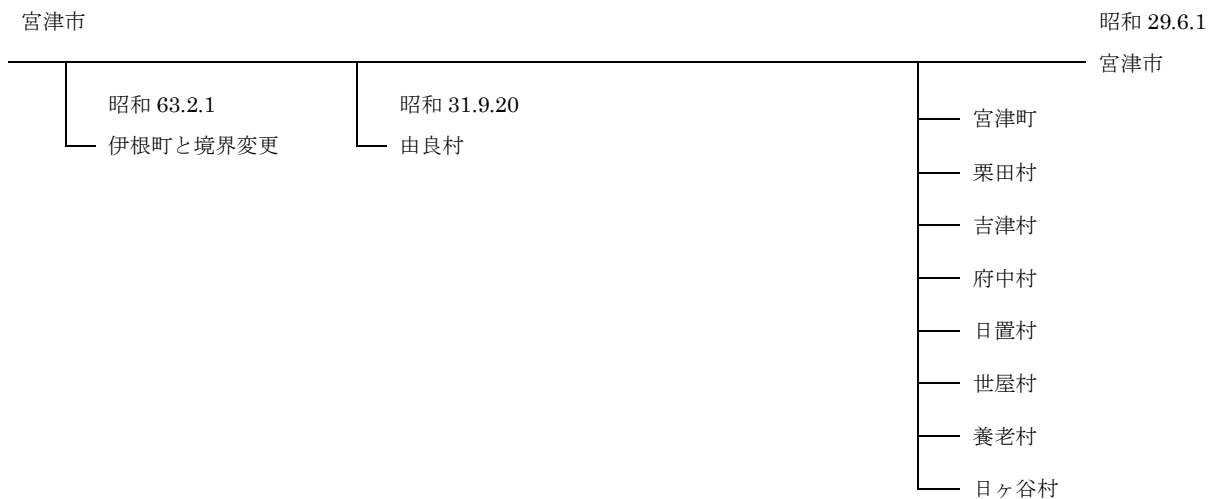 宮津市
昭和 29.6.1
宮津市
昭和 63.2.1
伊根町と境界変更
昭和 31.9.20
由良村
宮津町
栗田村
吉津村
府中村
日置村
世屋村
養老村
日ヶ谷村